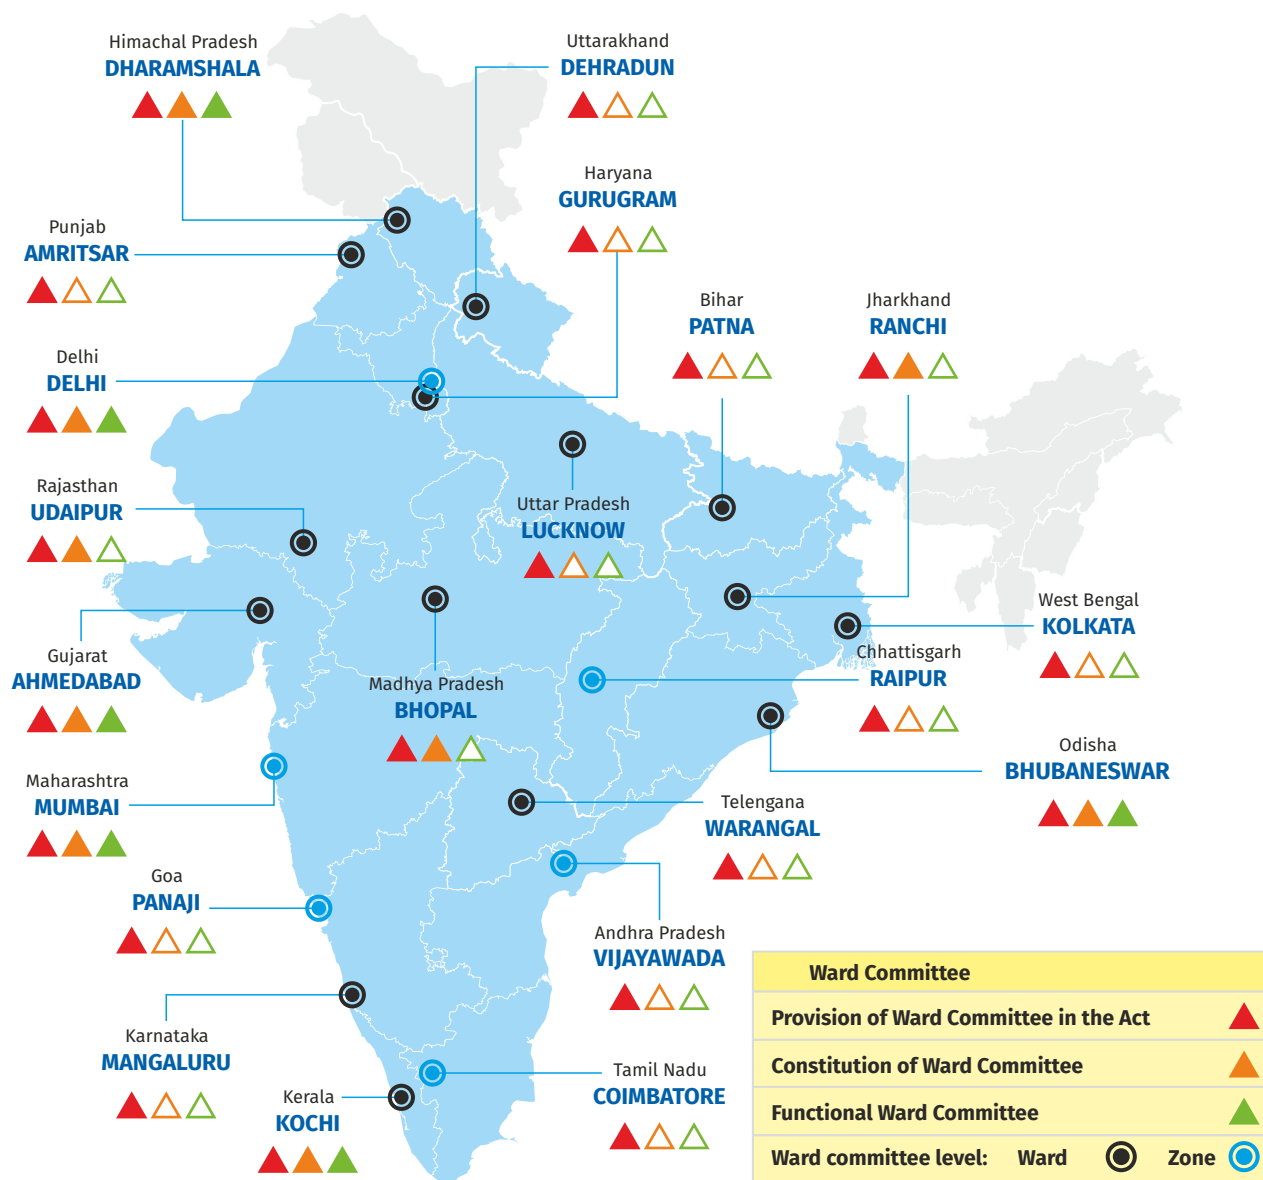 Himachal Pradesh
DHARAMSHALA
Uttarakhand
DEHRADUN
Haryana
GURUGRAM
Punjab
AMRITSAR
Bihar
PATNA
Jharkhand
RANCHI
Delhi
DELHI
Rajasthan
UDAIPUR
Uttar Pradesh
LUCKNOW
West Bengal
KOLKATA
Gujarat
AHMEDABAD
Madhya Pradesh
BHOPAL
Chhattisgarh
RAIPUR
Odisha
BHUBANESWAR
Maharashtra
MUMBAI
Telengana
WARANGAL
Goa
PANAJI
Andhra Pradesh
VIJAYAWADA
Karnataka
MANGALURU
Kerala
KOCHI
Tamil Nadu
COIMBATORE
Ward Committee
Provision of Ward Committee in the Act
Constitution of Ward Committee
Functional Ward Committee
Ward committee level: Ward Zone